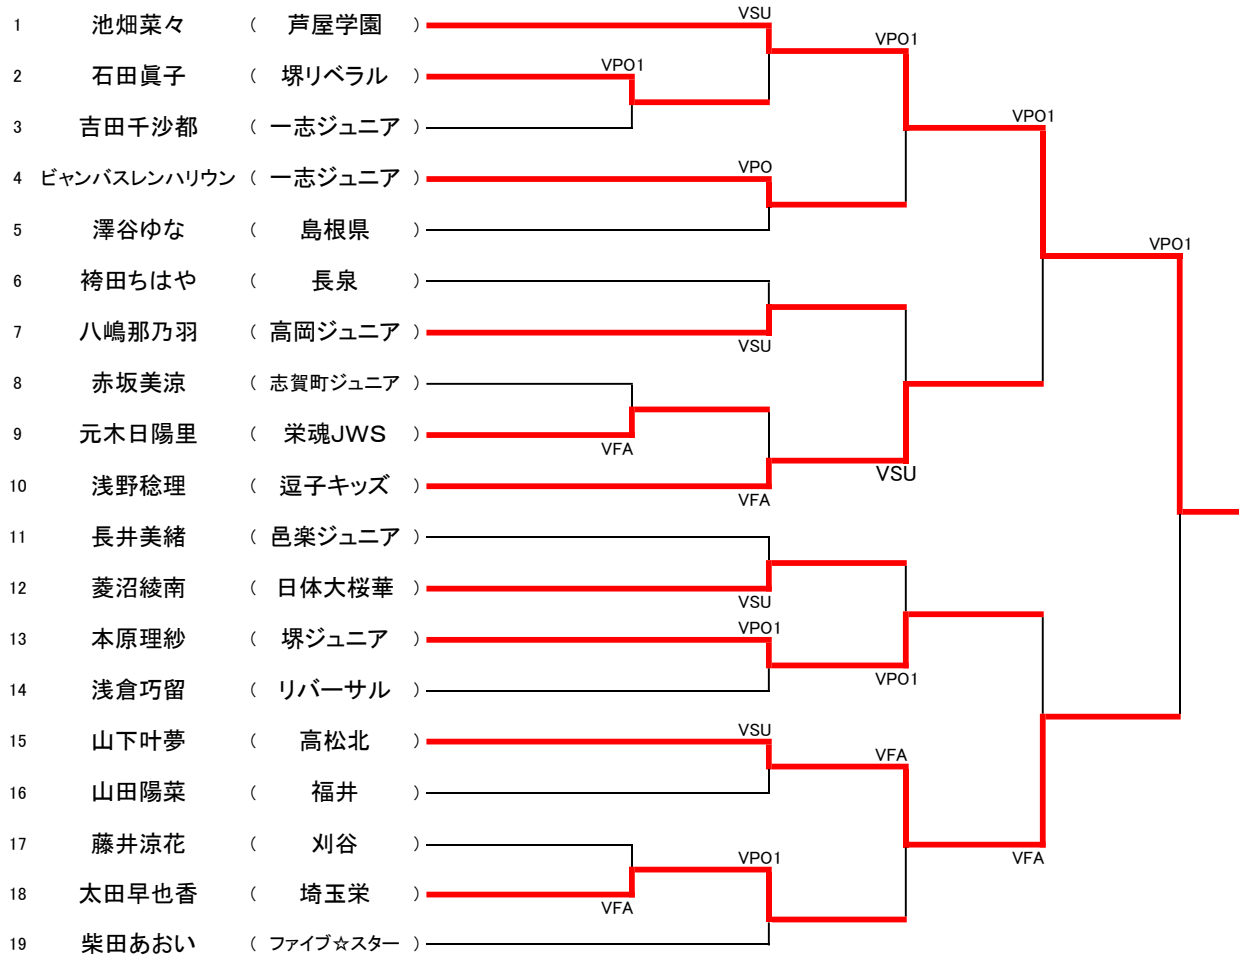 VSU
1 池畑菜々 ( 芦屋学園 )
VPO1
VPO1
2 石田眞子 ( 堺リベラル )
VPO1
3 吉田千沙都 ( 一志ジュニア )
VPO
4 ビャンバスレンハリウン ( 一志ジュニア )
5 澤谷ゆな ( 島根県 )
VPO1
6 袴田ちはや ( 長泉 )
7 八嶋那乃羽 ( 高岡ジュニア )
VSU
8 赤坂美涼 ( 志賀町ジュニア )
9 元木日陽里 ( 栄魂JWS )
VFA
VSU
10 浅野稔理 ( 逗子キッズ )
VFA
11 長井美緒 ( 邑楽ジュニア )
12 菱沼綾南 ( 日体大桜華 )
VSU
VPO1
13 本原理紗 ( 堺ジュニア )
VPO1
14 浅倉巧留 ( リバーサル )
VSU
15 山下叶夢 ( 高松北 )
VFA
16 山田陽菜 ( 福井 )
17 藤井涼花 ( 刈谷 )
VPO1
VFA
18 太田早也香 ( 埼玉栄 )
VFA
19 柴田あおい ( ファイブ☆スター )